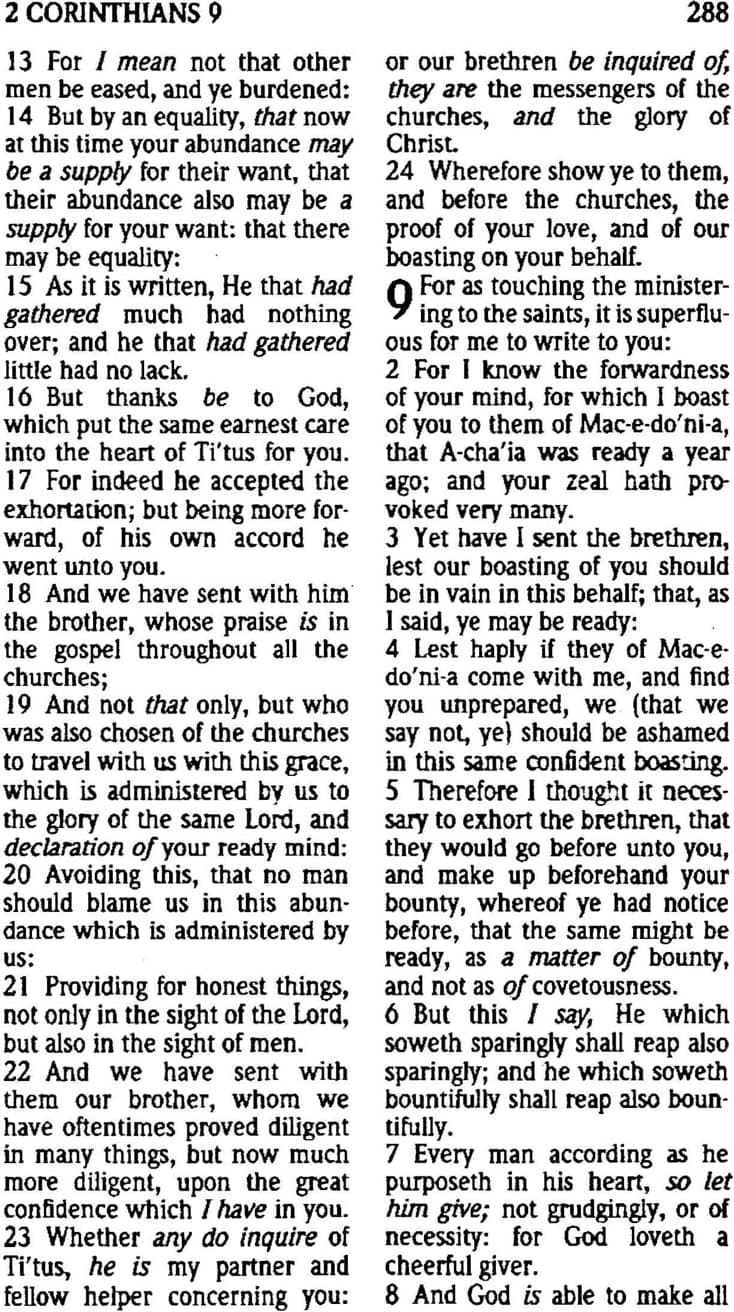 2 CORINTHIANS 9
288
13 For I mean not that other
men be eased, and ye burdened:
14 But by an equality, that now
at this time your abundance may
be a supply for their want, that
their abundance also may be a
supply for your want: that there
may be equality:
15 As it is written, He that had
gathered much had nothing
over; and he that had gathered
little had no lack.
16 But thanks be to God,
which put the same earnest care
into the heart of Ti'tus for you.
17 For indeed he accepted the
exhortation; but being more for-
ward, of his own accord he
went unto you.
18 And we have sent with him
the brother, whose praise is in
the gospel throughout all the
churches;
19 And not that only, but who
was also chosen of the churches
to travel with us with this grace,
which is administered by us to
the glory of the same Lord, and
declaration of your ready mind:
20 Avoiding this, that no man
should blame us in this abun-
dance which is administered by
us:
21 Providing for honest things,
not only in the sight of the Lord,
but also in the sight of men.
22 And we have sent with
them our brother, whom we
have oftentimes proved diligent
in many things, but now much
more diligent, upon the great
confidence which I have in you.
23 Whether any do inquire of
Ti'tus, he is my partner and
fellow helper concerning you:
or our brethren be inquired of,
they are the messengers of the
churches, and the glory of
Christ.
24 Wherefore show ye to them,
and before the churches, the
proof of your love, and of our
boasting on your behalf.
9 For as touching the minister-
ing to the saints, it is superflu-
ous for me to write to you:
2 For I know the forwardness
of your mind, for which I boast
of you to them of Mac-e-do'ni-a,
that A-cha'ia was ready a year
ago; and your zeal hath pro-
voked very many.
3 Yet have I sent the brethren,
lest our boasting of you should
be in vain in this behalf; that, as
I said, ye may be ready:
4 Lest haply if they of Mac-e-
do'ni-a come with me, and find
you unprepared, we (that we
say not, ye) should be ashamed
in this same confident boasting.
5 Therefore I thought it neces-
sary to exhort the brethren, that
they would go before unto you,
and make up beforehand your
bounty, whereof ye had notice
before, that the same might be
ready, as a matter of bounty,
and not as of covetousness.
6 But this I say, He which
soweth sparingly shall reap also
sparingly; and he which soweth
bountifully shall reap also boun-
tifully.
7 Every man according as he
purposeth in his heart, so let
him give; not grudgingly, or of
necessity: for God loveth a
cheerful giver.
8 And God is able to make all